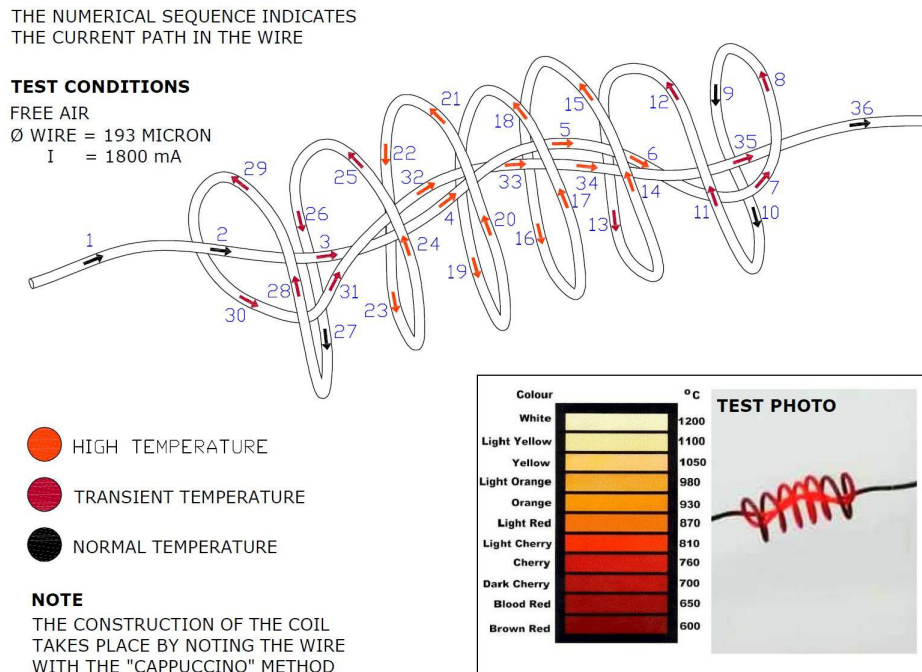 THE NUMERICAL SEQUENCE INDICATES
THE CURRENT PATH IN THE WIRE
TEST CONDITIONS
FREE AIR
Ø WIRE = 193 MICRON
I = 1800 mA
1
2
3
4
5
6
7
8
9
10
11
12
13
14
15
16
17
18
19
20
21
22
23
24
25
26
27
28
29
30
31
32
33
34
35
36
HIGH TEMPERATURE
TRANSIENT TEMPERATURE
NORMAL TEMPERATURE
NOTE
THE CONSTRUCTION OF THE COIL
TAKES PLACE BY NOTING THE WIRE
WITH THE "CAPPUCCINO" METHOD
Colour °C
White 1200
Light Yellow 1100
Yellow 1050
Light Orange 980
Orange 930
Light Red 870
Light Cherry 810
Cherry 760
Dark Cherry 700
Blood Red 650
Brown Red 600
TEST PHOTO